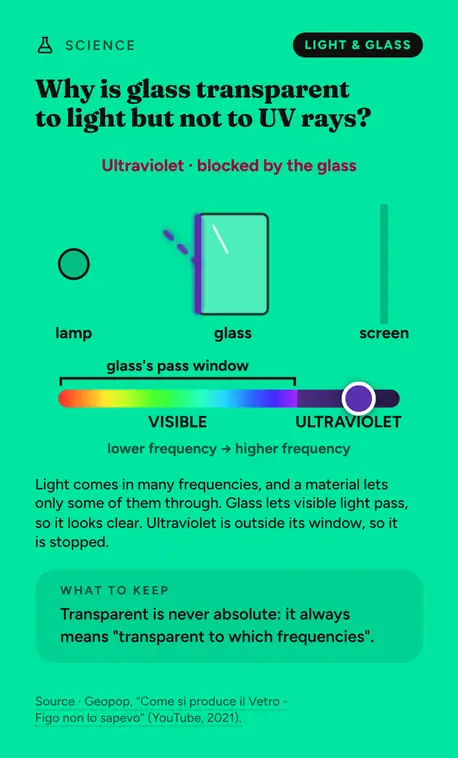 SCIENCE
LIGHT & GLASS
Why is glass transparent
to light but not to UV rays?
Ultraviolet · blocked by the glass
lamp
glass
screen
glass's pass window
VISIBLE
ULTRAVIOLET
lower frequency → higher frequency
Light comes in many frequencies, and a material lets
only some of them through. Glass lets visible light pass,
so it looks clear. Ultraviolet is outside its window, so it
is stopped.
WHAT TO KEEP
Transparent is never absolute: it always
means "transparent to which frequencies".
Source · Geopop, “Come si produce il Vetro -
Figo non lo sapevo” (YouTube, 2021).